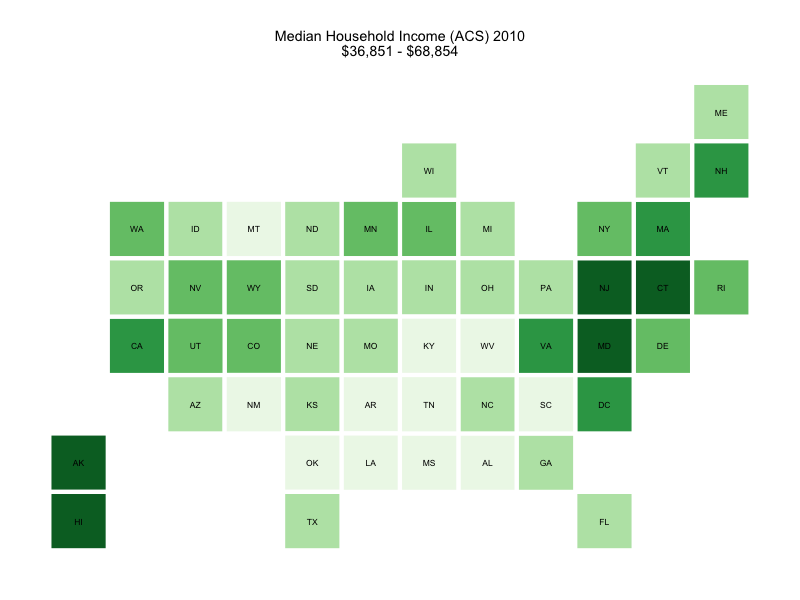 Median Household Income (ACS) 2010
$36,851 - $68,854
ME
WI VT NH
WA ID MT ND MN IL MI NY MA
OR NV WY SD IA IN OH PA NJ CT RI
CA UT CO NE MO KY WV VA MD DE
AZ NM KS AR TN NC SC DC
AK OK LA MS AL GA
HI TX FL